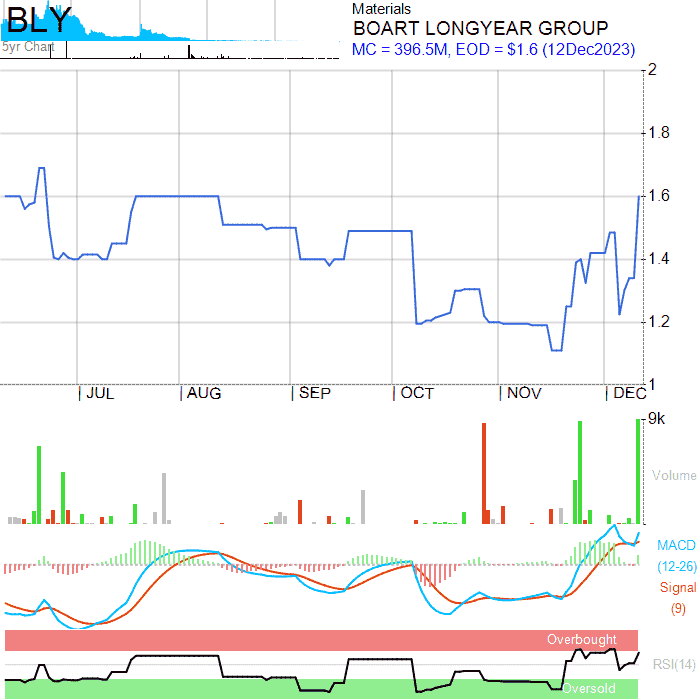 BLY
5yr Chart
Materials
BOART LONGYEAR GROUP
MC = 396.5M, EOD = $1.6 (12Dec2023)
2
1.8
1.6
1.4
1.2
1
JUL
AUG
SEP
OCT
NOV
DEC
9k
Volume
MACD
(12-26)
Signal
(9)
Overbought
RSI(14)
Oversold